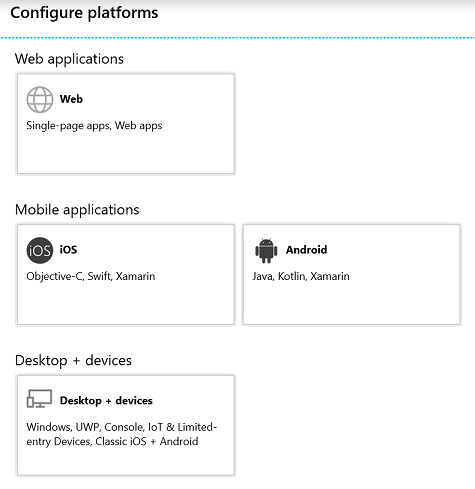 Configure platforms
Web applications
Web
Single-page apps, Web apps
Mobile applications
iOS iOS
Objective-C, Swift, Xamarin
Android
Java, Kotlin, Xamarin
Desktop + devices
Desktop + devices
Windows, UWP, Console, IoT & Limited-
entry Devices, Classic iOS + Android